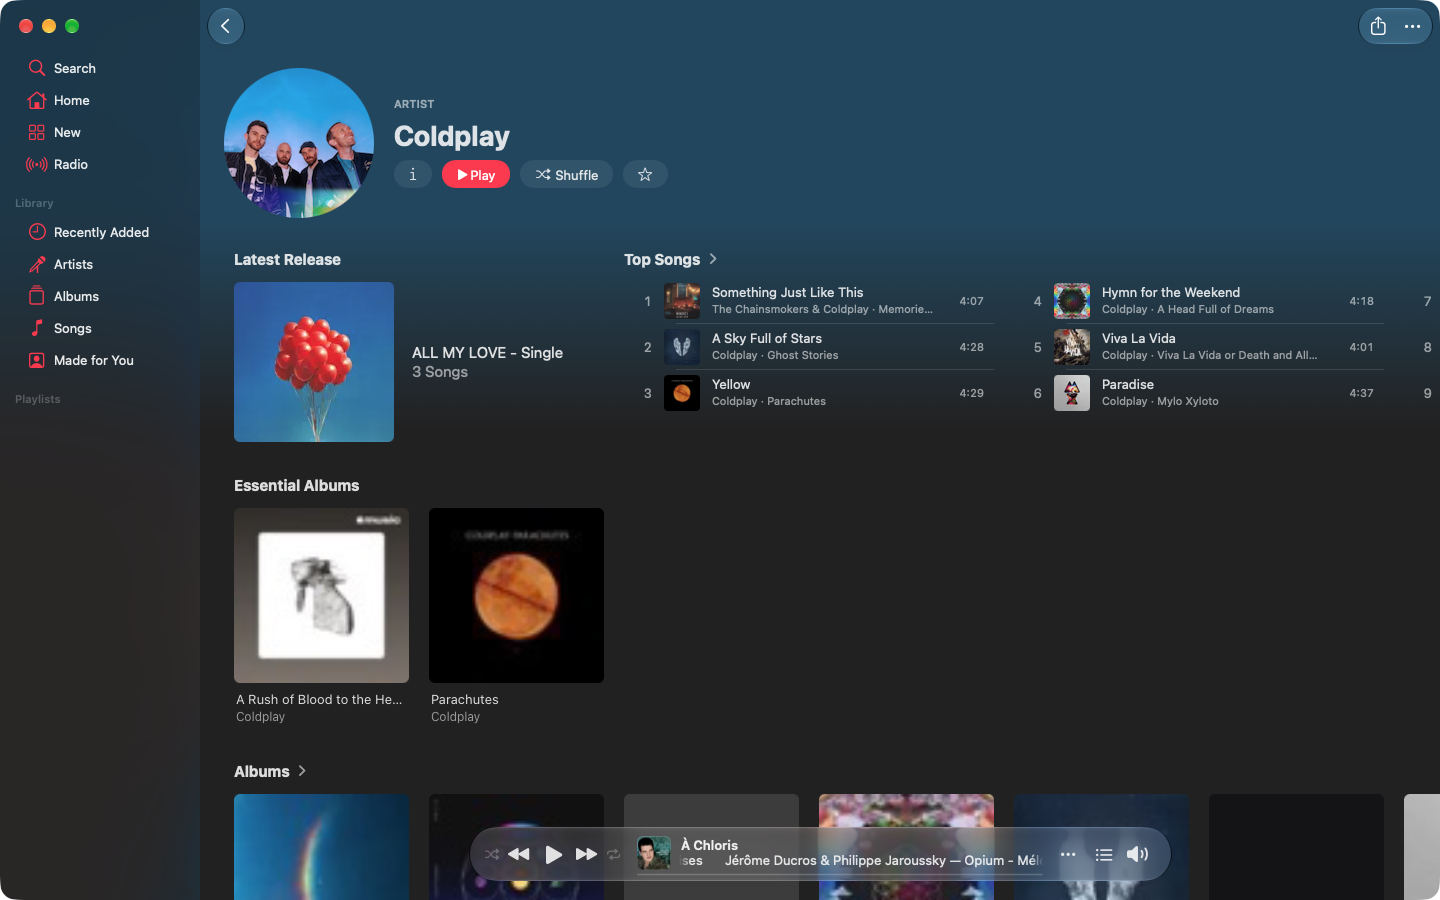 Search
Home
New
Radio
Library
Recently Added
Artists
Albums
Songs
Made for You
Playlists
ARTIST
Coldplay
i
Play
Shuffle
Latest Release
ALL MY LOVE - Single
3 Songs
Top Songs
1
Something Just Like This
The Chainsmokers & Coldplay · Memorie...
4:07
2
A Sky Full of Stars
Coldplay · Ghost Stories
4:28
3
Yellow
Coldplay · Parachutes
4:29
4
Hymn for the Weekend
Coldplay · A Head Full of Dreams
4:18
5
Viva La Vida
Coldplay · Viva La Vida or Death and All...
4:01
6
Paradise
Coldplay · Mylo Xyloto
4:37
7
8
9
Essential Albums
Music
COLDPLAY PARACHUTES
A Rush of Blood to the He...
Coldplay
Parachutes
Coldplay
Albums
À Chloris
ises Jérôme Ducros & Philippe Jaroussky — Opium - Mél